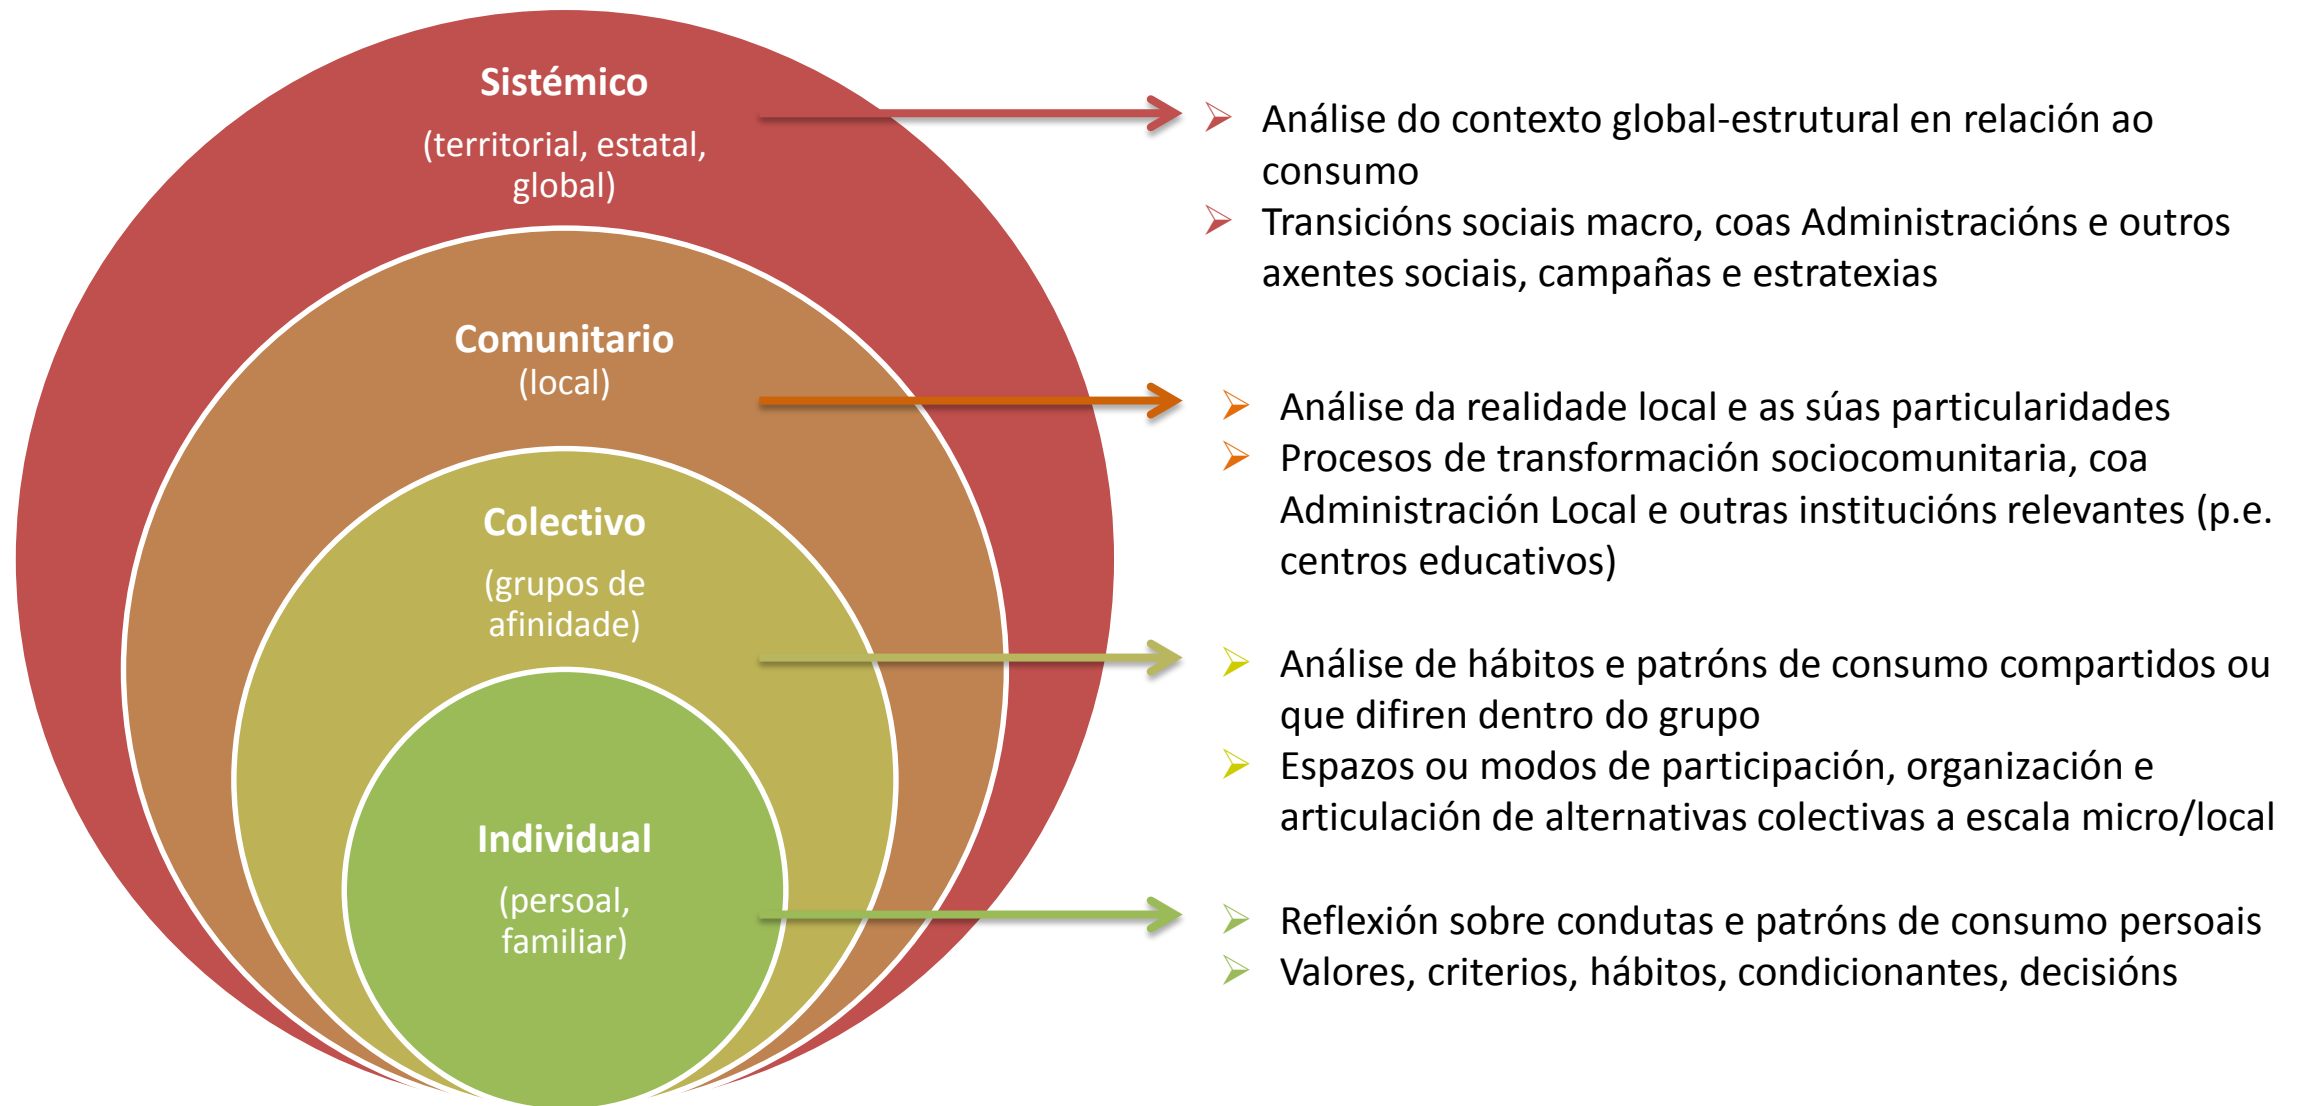 Sistémico
(territorial, estatal,
global)
Análise do contexto global-estrutural en relación ao
consumo
Transicións sociais macro, coas Administracións e outros
axentes sociais, campañas e estratexias
Comunitario
(local)
Análise da realidade local e as súas particularidades
Procesos de transformación sociocomunitaria, coa
Administración Local e outras institucións relevantes (p.e.
centros educativos)
Colectivo
(grupos de
afinidade)
Análise de hábitos e patróns de consumo compartidos ou
que difiren dentro do grupo
Espazos ou modos de participación, organización e
articulación de alternativas colectivas a escala micro/local
Individual
(persoal,
familiar)
Reflexión sobre condutas e patróns de consumo persoais
Valores, criterios, hábitos, condicionantes, decisións